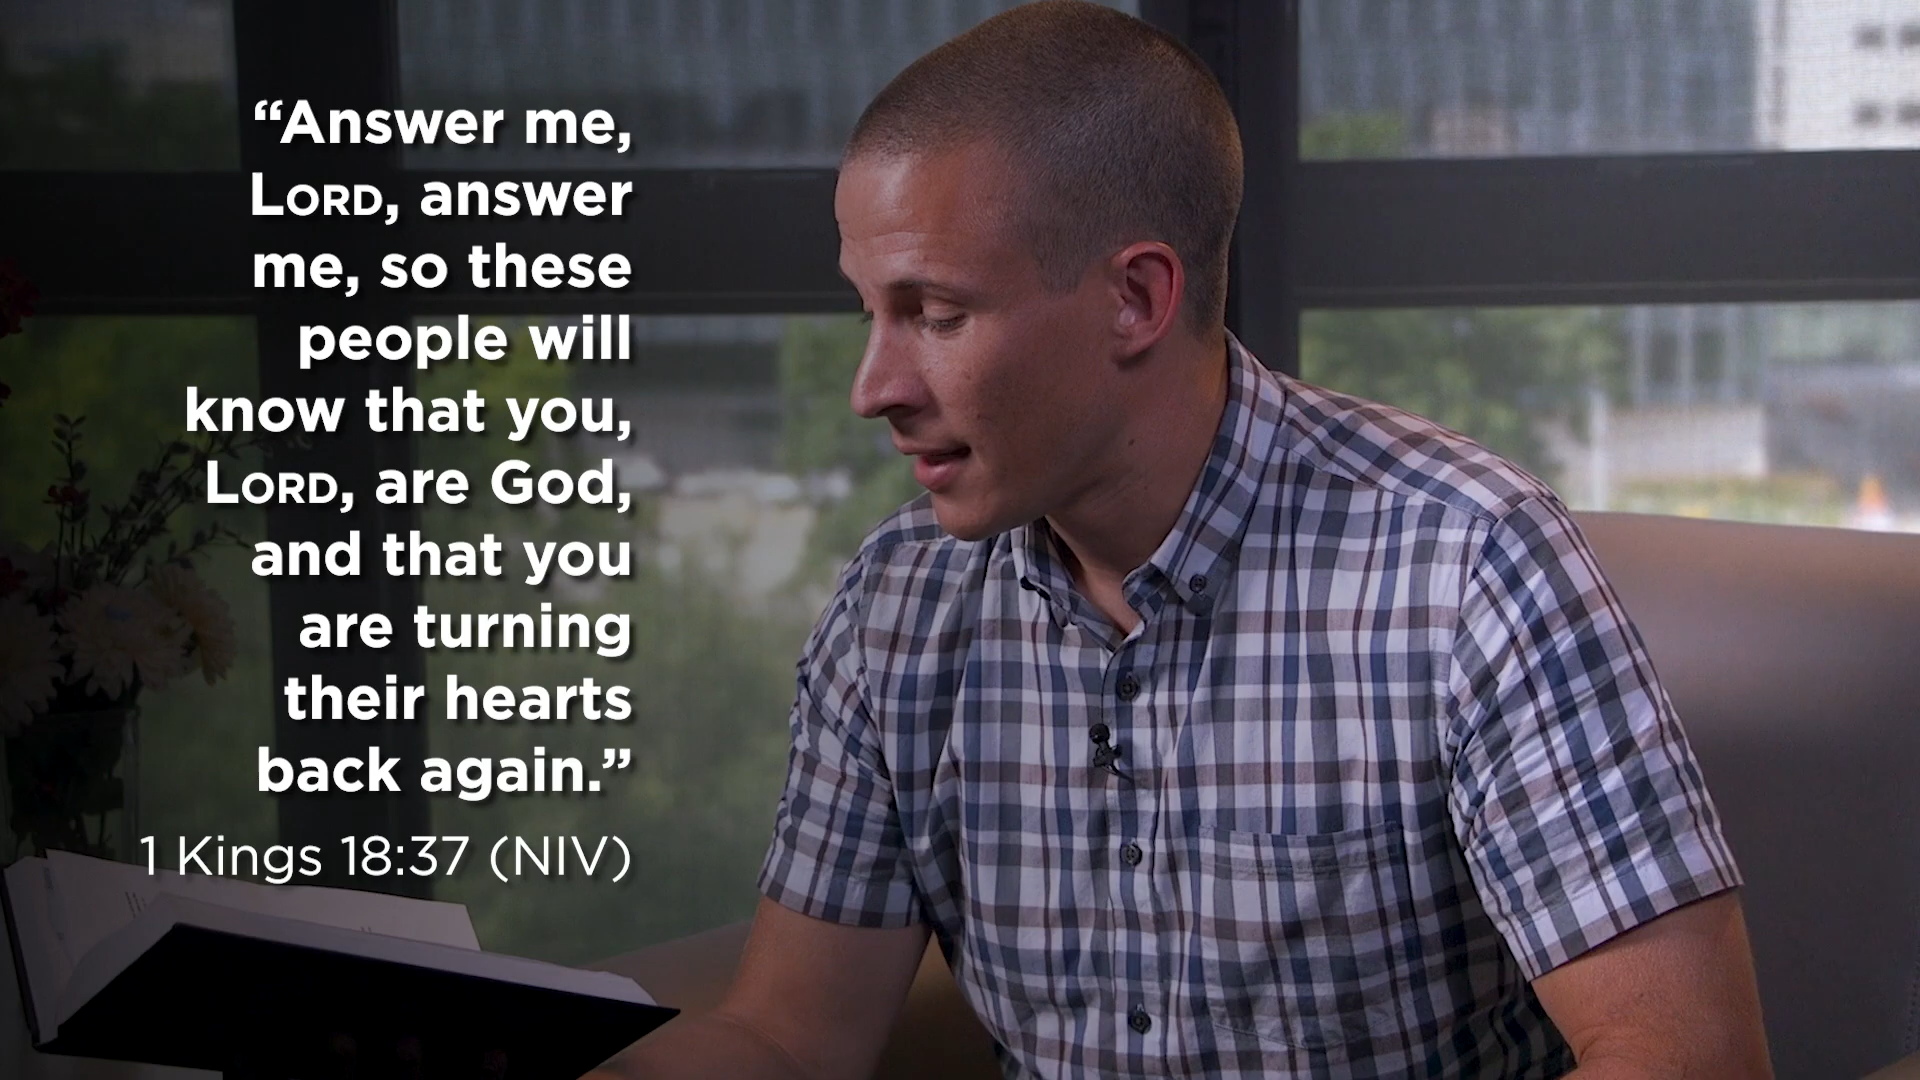 “Answer me,
LORD, answer
me, so these
people will
know that you,
LORD, are God,
and that you
are turning
their hearts
back again.”
1 Kings 18:37 (NIV)